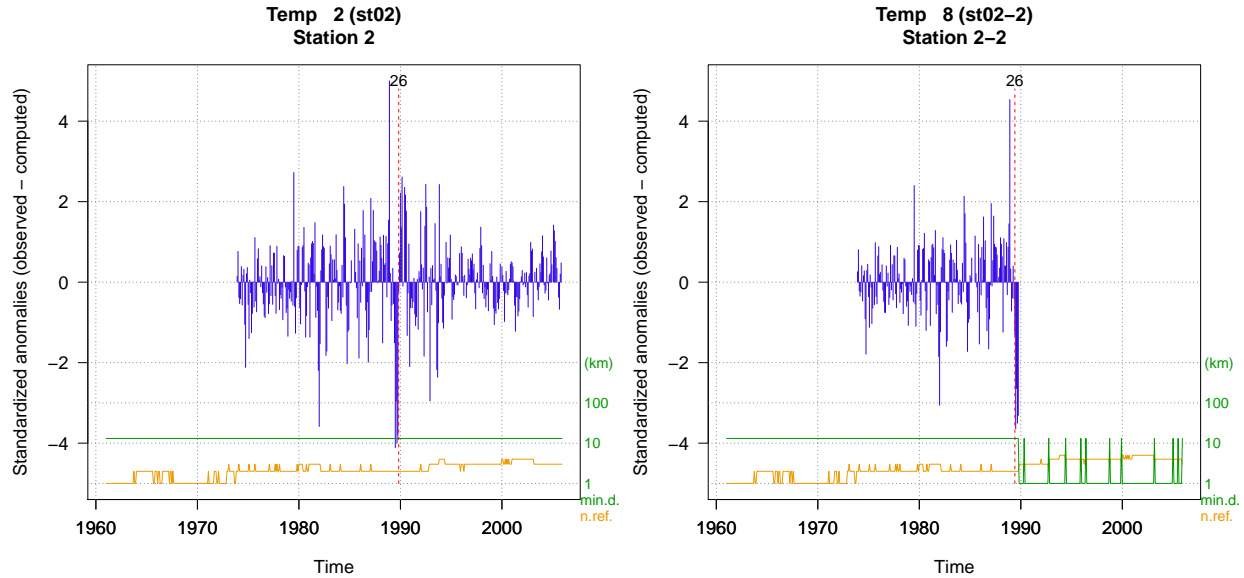 Temp 2 (st02)
Station 2
26
Standardized anomalies (observed − computed)
4
2
0
−2
−4
(km)
100
10
1
min.d.
n.ref.
1960 1970 1980 1990 2000
Time
Temp 8 (st02−2)
Station 2−2
26
Standardized anomalies (observed − computed)
4
2
0
−2
−4
(km)
100
10
1
min.d.
n.ref.
1960 1970 1980 1990 2000
Time